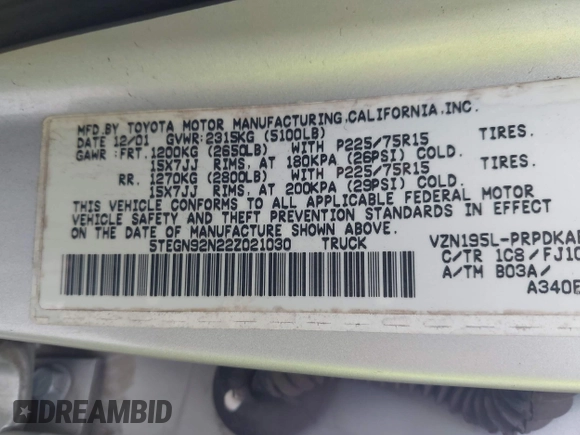 MFD.BY TOYOTA MOTOR MANUFACTURING,CALIFORNIA,INC.
DATE 12/01 GVWR:2315KG (5100LB)
GAWR: FRT.1200KG (2650LB) WITH P225/75R15 TIRES.
15X7JJ RIMS, AT 180KPA (26PSI) COLD.
RR. 1270KG (2800LB) WITH P225/75R15 TIRES.
15X7JJ RIMS, AT 200KPA (29PSI) COLD.
THIS VEHICLE CONFORMS TO ALL APPLICABLE FEDERAL MOTOR
VEHICLE SAFETY AND THEFT PREVENTION STANDARDS IN EFFECT
ON THE DATE OF MANUFACTURE SHOWN ABOVE.
5TEGN92N22Z021030 TRUCK VZN195L-PRPDKA
C/TR 1C8/FJ10
A/TM B03A/
A340
DREAMBID